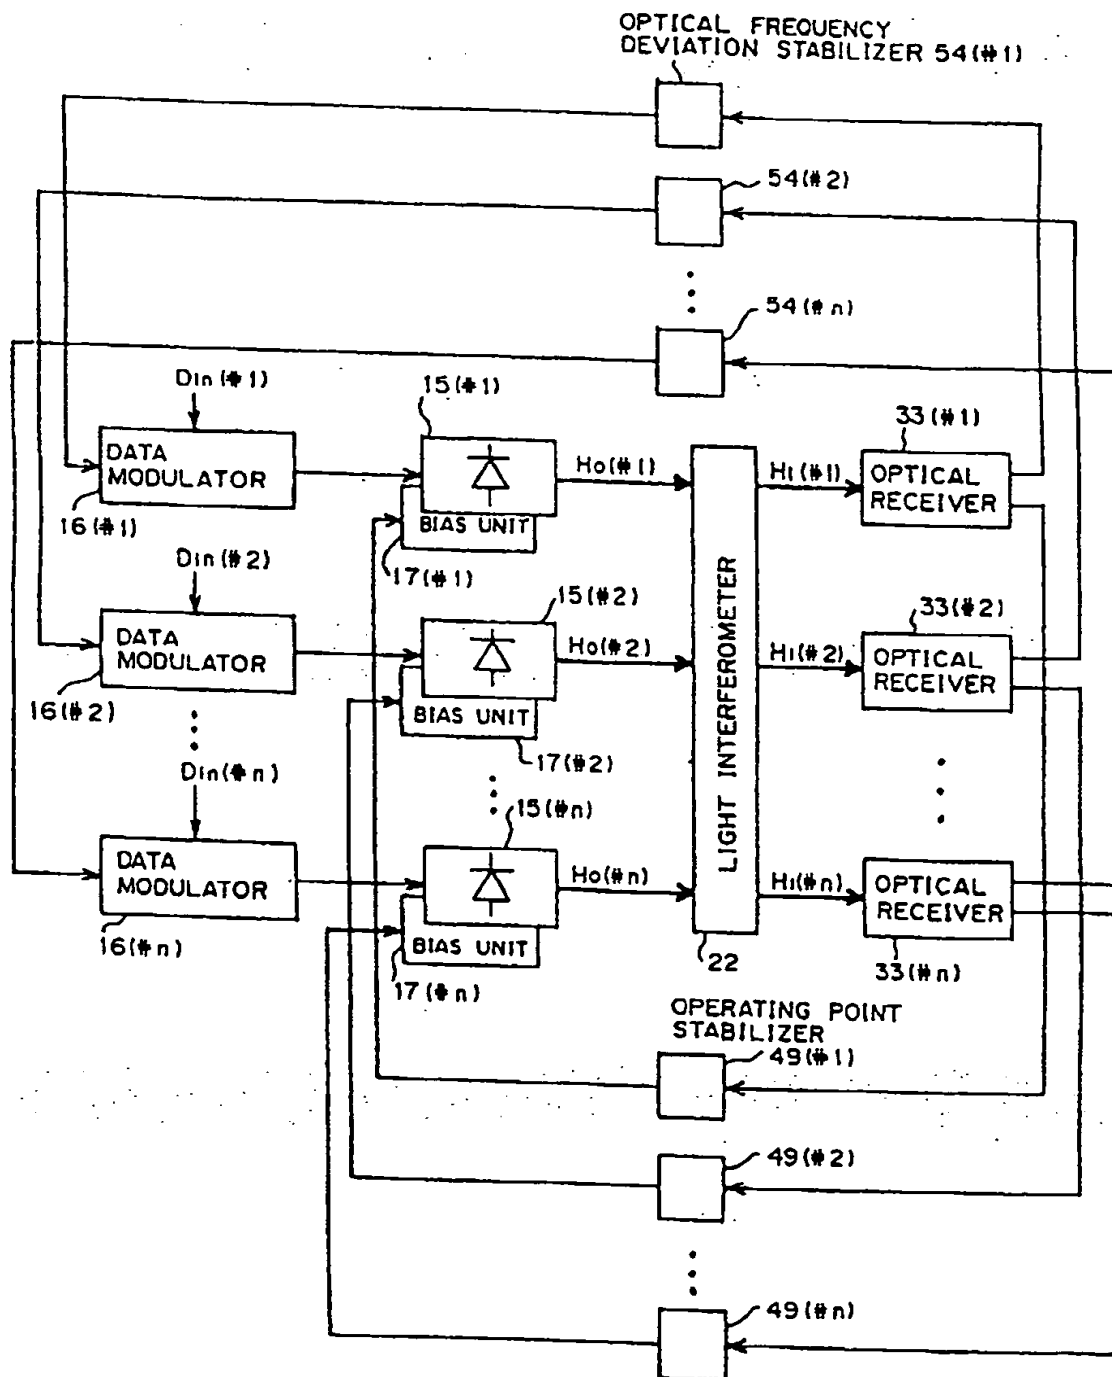 OPTICAL FREQUENCY
DEVIATION STABILIZER 54(#1)
54(#2)
54(#n)
Din(#1)
15(#1)
33(#1)
DATA
MODULATOR
Ho(#1)
HI(#1)
OPTICAL
RECEIVER
16(#1)
BIAS UNIT
17(#1)
Din(#2)
15(#2)
33(#2)
DATA
MODULATOR
Ho(#2)
HI(#2)
OPTICAL
RECEIVER
16(#2)
BIAS UNIT
17(#2)
LIGHT INTERFEROMETER
Din(#n)
15(#n)
DATA
MODULATOR
Ho(#n)
HI(#n)
OPTICAL
RECEIVER
16(#n)
BIAS UNIT
17(#n)
22
33(#n)
OPERATING POINT
STABILIZER
49(#1)
49(#2)
49(#n)